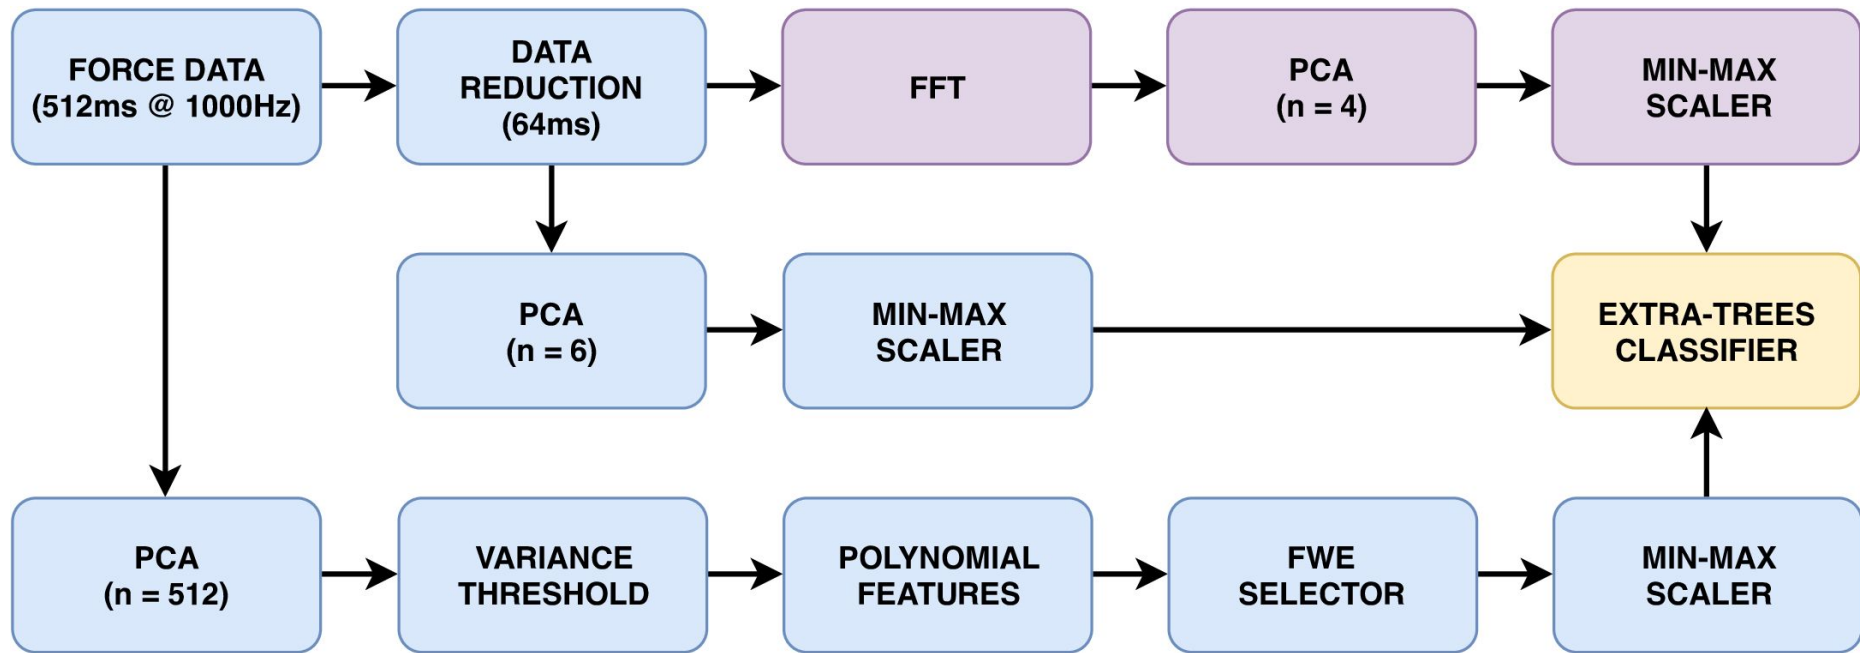 FORCE DATA
(512ms @ 1000Hz)
DATA
REDUCTION
(64ms)
FFT
PCA
(n = 4)
MIN-MAX
SCALER
PCA
(n = 6)
MIN-MAX
SCALER
EXTRA-TREES
CLASSIFIER
PCA
(n = 512)
VARIANCE
THRESHOLD
POLYNOMIAL
FEATURES
FWE
SELECTOR
MIN-MAX
SCALER